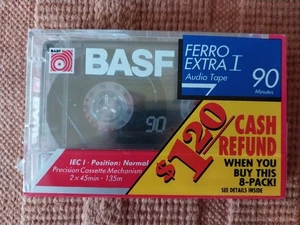 BASF
FERRO
EXTRA I
Audio Tape
90
Minutes
BASF
90
IEC I · Position: Normal
Precision Cassette Mechanism
2 x 45min · 135m
$1.20
CASH
REFUND
WHEN YOU
BUY THIS
8-PACK!
SEE DETAILS INSIDE